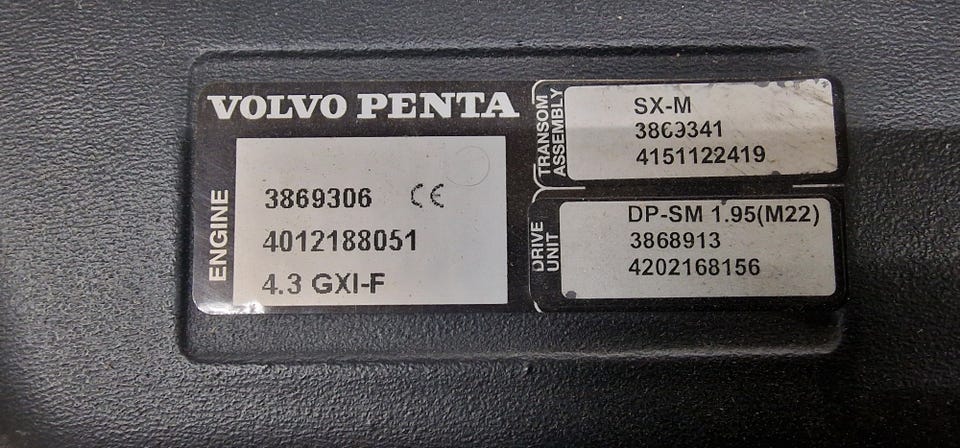 VOLVO PENTA
ENGINE
3869306 CE
4012188051
4.3 GXI-F
TRANSOM
ASSEMBLY
SX-M
3869341
4151122419
DRIVE
UNIT
DP-SM 1.95(M22)
3868913
4202168156